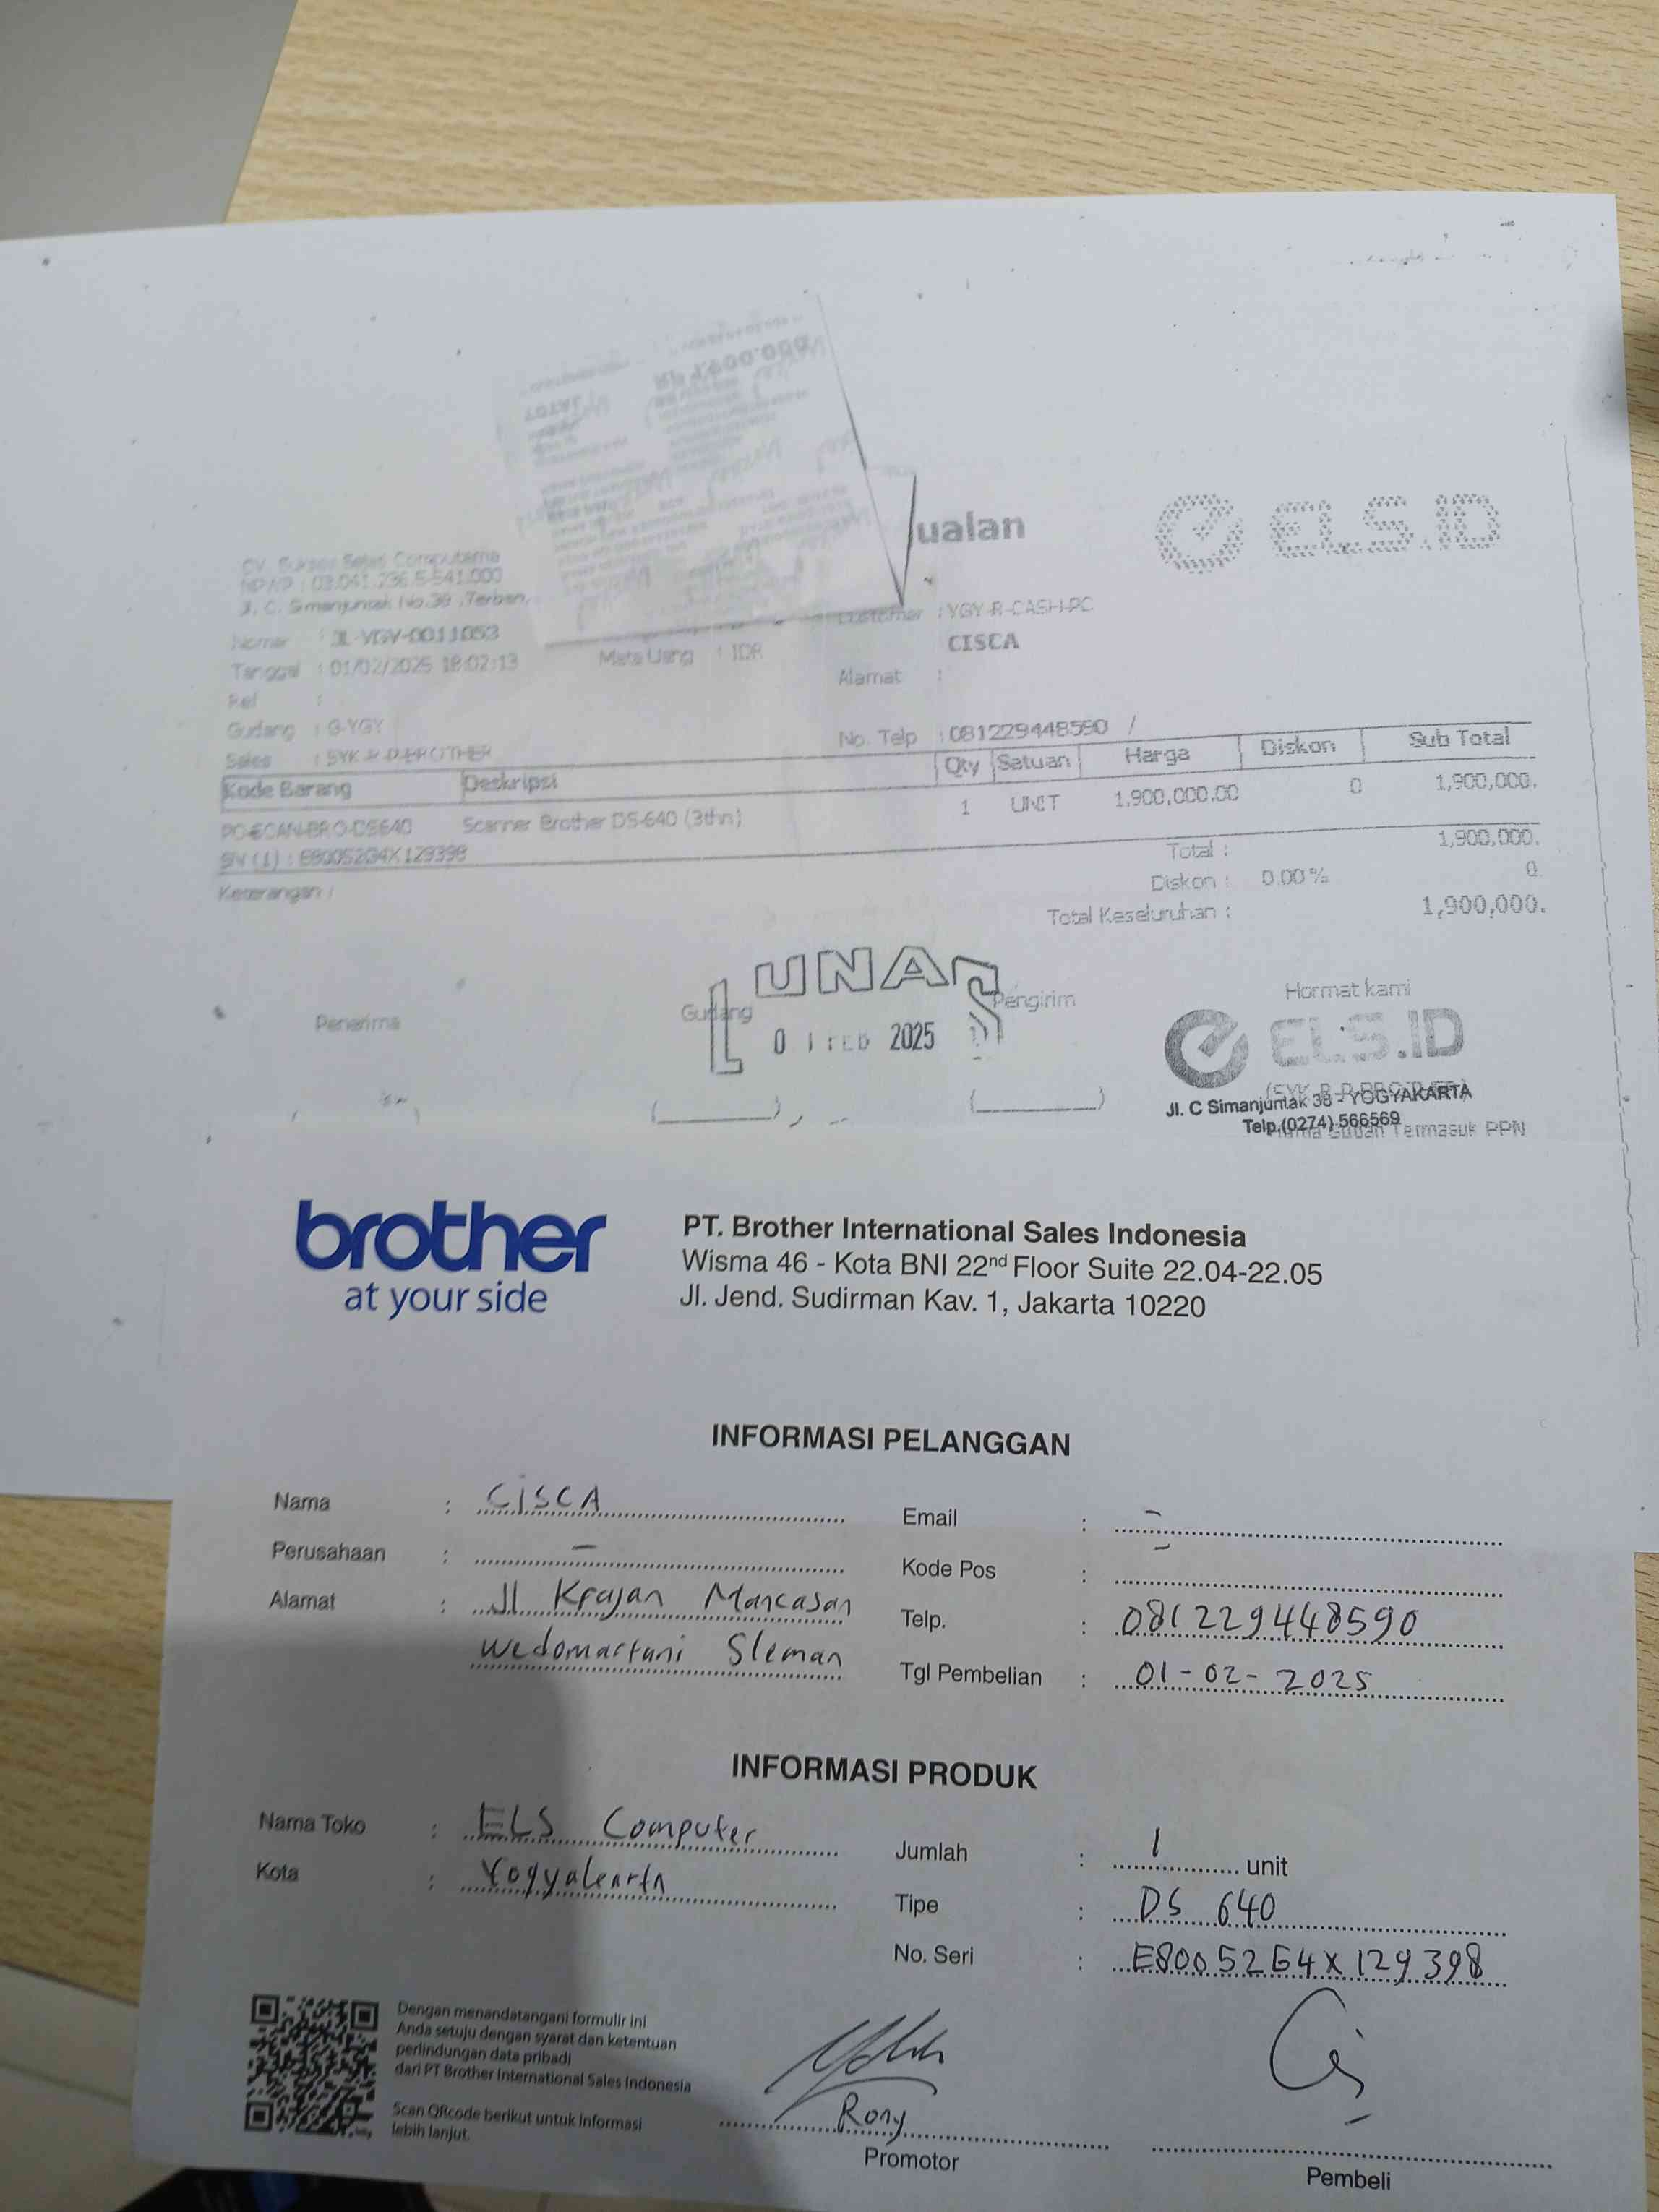 ualan
ELS.ID
CV. Sukses Selas Computama
NPWP : 03.041.236.5-541.000
Jl. C. Simanjuntak No.38 ,Terban,
Nomer : JL-YGY-0011053
Tanggal : 01/02/2025 18:02:13
Mata Uang : IDR
Ref :
Gudang : G-YGY
Sales : SYK-R-P-BROTHER
Customer : YGY-R-CASH-PC
CISCA
Alamat :
No. Telp : 081229448590 /
Kode Barang Deskripsi Qty Satuan Harga Diskon Sub Total
PC-SCAN-BRO-DS640 Scanner Brother DS-640 (3thn) 1 UNIT 1,900,000.00 0 1,900,000.
SN (1) : E80052G4X129398
Keterangan :
Total : 1,900,000.
Diskon : 0.00 % 0
Total Keseluruhan : 1,900,000.
Penerima
Gudang
Pengirim
Hormat kami
LUNAS
01 FEB 2025
ELS.ID
Jl. C Simanjuntak 38 - YOGYAKARTA
Telp.(0274) 566569
Termasuk PPN
brother
at your side
PT. Brother International Sales Indonesia
Wisma 46 - Kota BNI 22nd Floor Suite 22.04-22.05
Jl. Jend. Sudirman Kav. 1, Jakarta 10220
INFORMASI PELANGGAN
Nama : CISCA
Perusahaan : -
Alamat : Jl Krajan Mancasan
Wedomartani Sleman
Email : -
Kode Pos : -
Telp. : 081229448590
Tgl Pembelian : 01-02-2025
INFORMASI PRODUK
Nama Toko : ELS Computer
Kota : Yogyakarta
Jumlah : 1 unit
Tipe : DS 640
No. Seri : E80052G4X129398
Dengan menandatangani formulir ini
Anda setuju dengan syarat dan ketentuan
perlindungan data pribadi
dari PT Brother International Sales Indonesia
Scan QRcode berikut untuk informasi
lebih lanjut.
Rony
Promotor
Pembeli